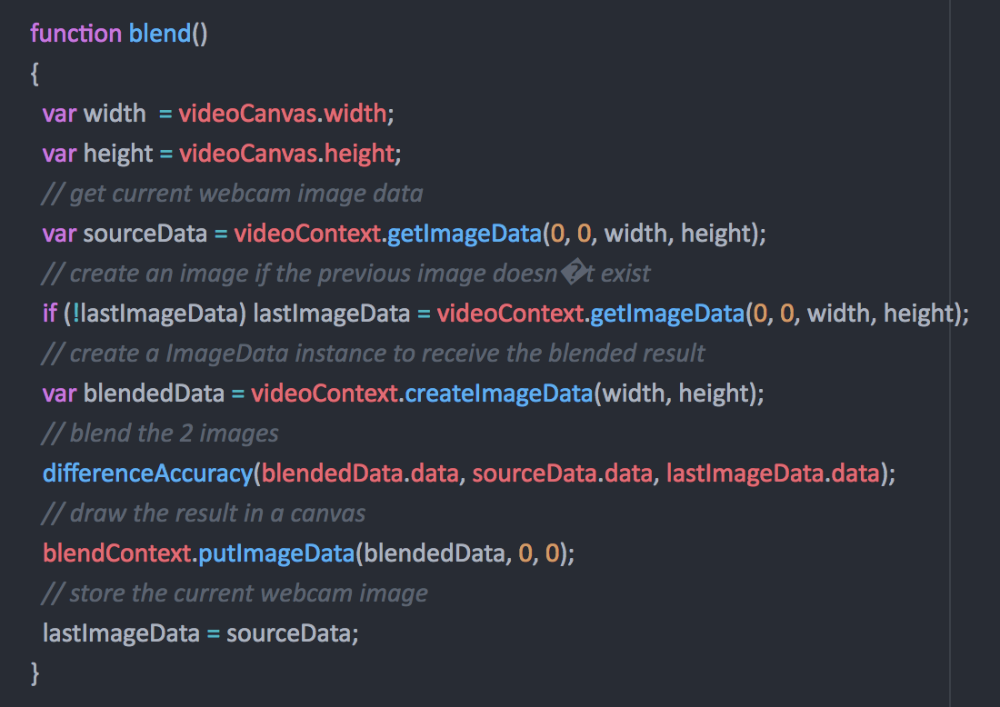 function blend()
{
var width  = videoCanvas.width;
var height = videoCanvas.height;
// get current webcam image data
var sourceData = videoContext.getImageData(0, 0, width, height);
// create an image if the previous image doesn�t exist
if (!lastImageData) lastImageData = videoContext.getImageData(0, 0, width, height);
// create a ImageData instance to receive the blended result
var blendedData = videoContext.createImageData(width, height);
// blend the 2 images
differenceAccuracy(blendedData.data, sourceData.data, lastImageData.data);
// draw the result in a canvas
blendContext.putImageData(blendedData, 0, 0);
// store the current webcam image
lastImageData = sourceData;
}